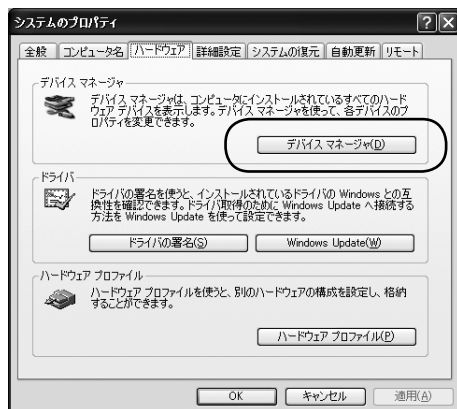 システムのプロパティ
全般 コンピュータ名 ハードウェア 詳細設定 システムの復元 自動更新 リモート
デバイス マネージャ
デバイス マネージャは、コンピュータにインストールされているすべてのハード
ウェア デバイスを表示します。デバイス マネージャを使って、各デバイスのプ
ロパティを変更できます。
デバイス マネージャ(D)
ドライバ
ドライバの署名を使うと、インストールされているドライバの Windows との互
換性を確認できます。ドライバ取得のために Windows Update へ接続する
方法を Windows Update を使って設定できます。
ドライバの署名(S) Windows Update(W)
ハードウェア プロファイル
ハードウェア プロファイルを使うと、別のハードウェアの構成を設定し、格納
することができます。
ハードウェア プロファイル(P)
OK キャンセル 適用(A)